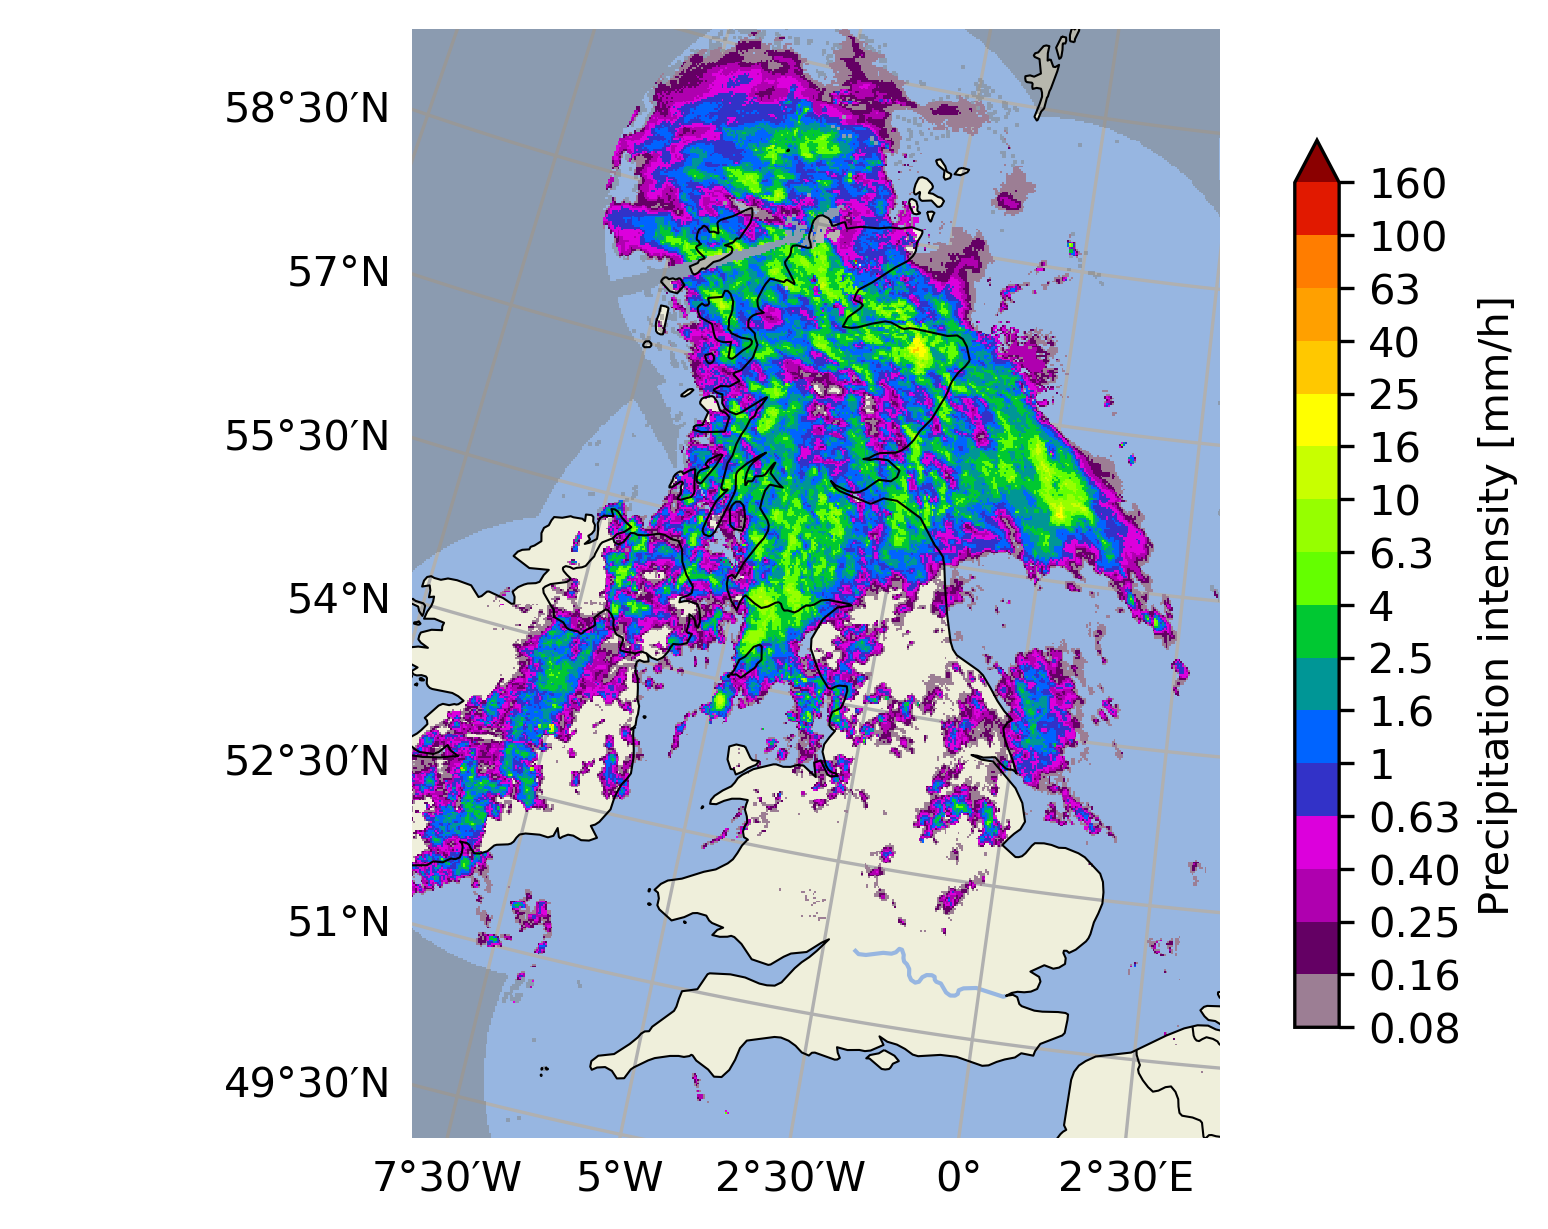 58°30′N
57°N
55°30′N
54°N
52°30′N
51°N
49°30′N
7°30′W
5°W
2°30′W
0°
2°30′E
160
100
63
40
25
16
10
6.3
4
2.5
1.6
1
0.63
0.40
0.25
0.16
0.08
Precipitation intensity [mm/h]